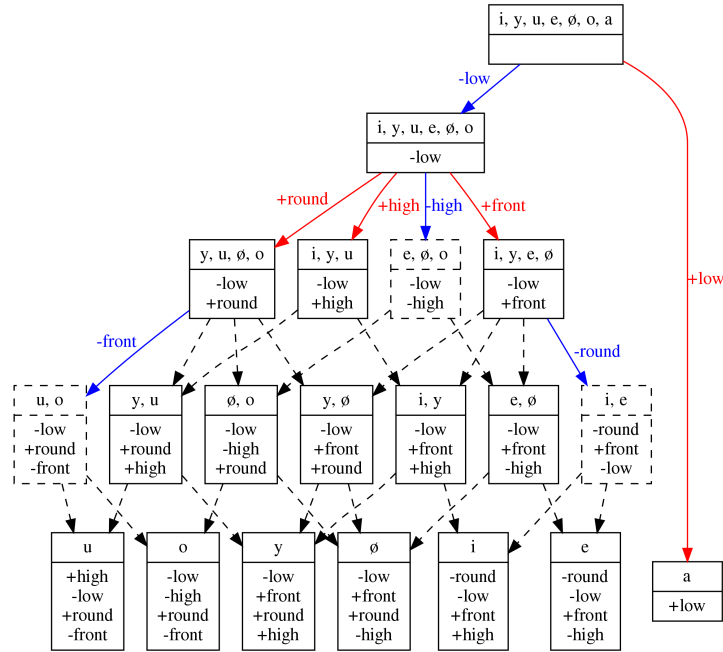 i, y, u, e, ø, o, a
-low
i, y, u, e, ø, o
-low
+round
+high
-high
+front
+low
y, u, ø, o
-low
+round
i, y, u
-low
+high
e, ø, o
-low
-high
i, y, e, ø
-low
+front
-front
-round
u, o
-low
+round
-front
y, u
-low
+round
+high
ø, o
-low
-high
+round
y, ø
-low
+front
+round
i, y
-low
+front
+high
e, ø
-low
+front
-high
i, e
-round
+front
-low
u
+high
-low
+round
-front
o
-low
-high
+round
-front
y
-low
+front
+round
+high
ø
-low
+front
+round
-high
i
-round
-low
+front
+high
e
-round
-low
+front
-high
a
+low